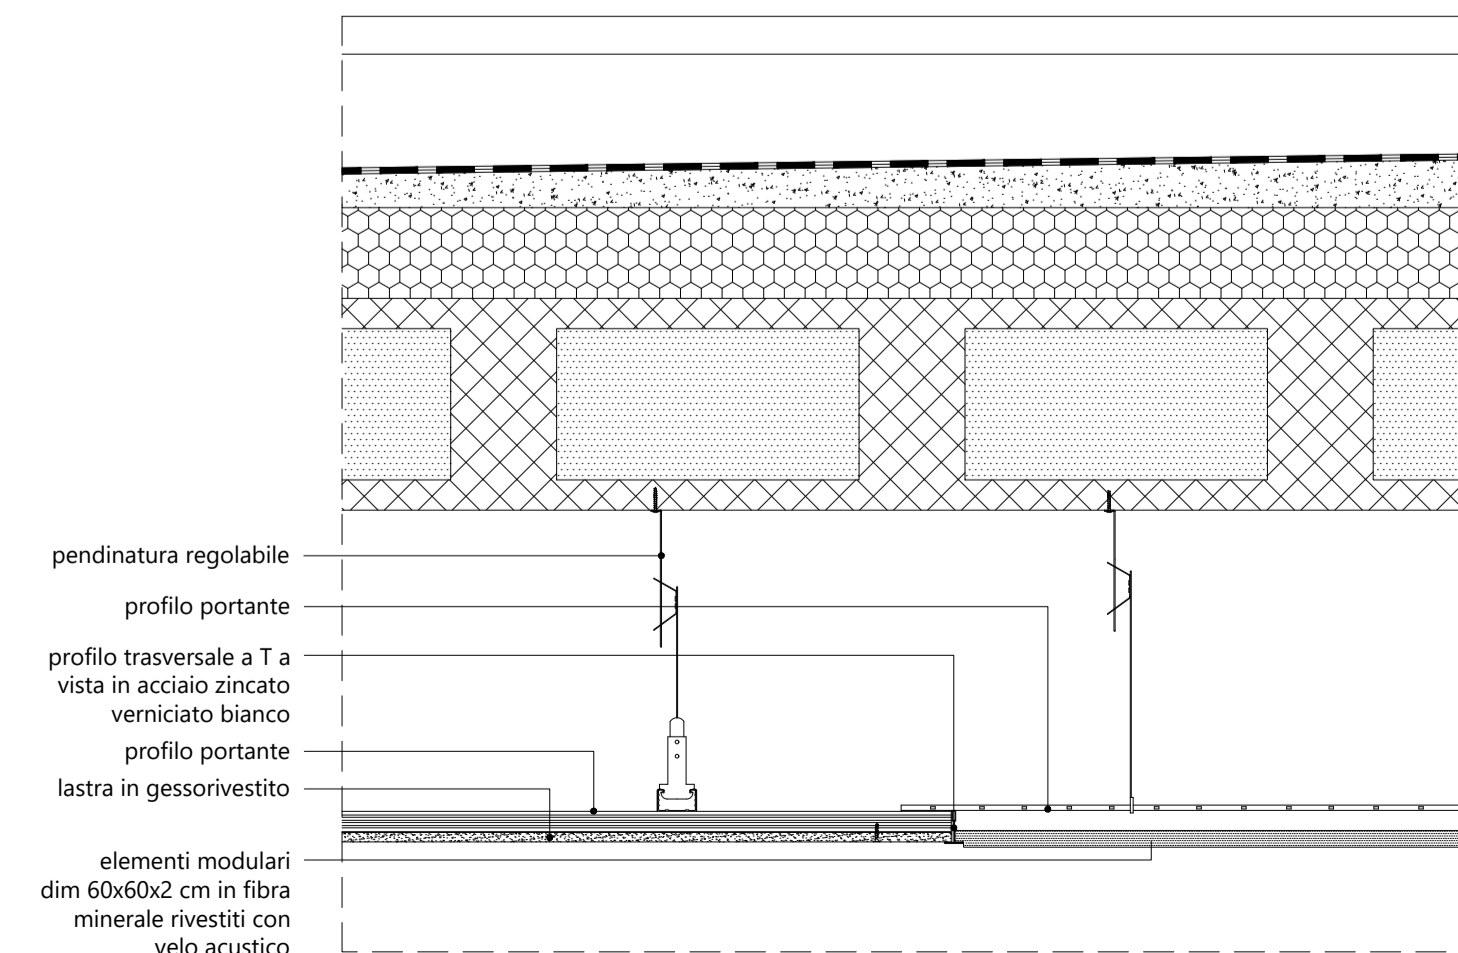 pendinatura regolabile
profilo portante
profilo trasversale a T a
vista in acciaio zincato
verniciato bianco
profilo portante
lastra in gessorivestito
elementi modulari
dim 60x60x2 cm in fibra
minerale rivestiti con
velo acustico